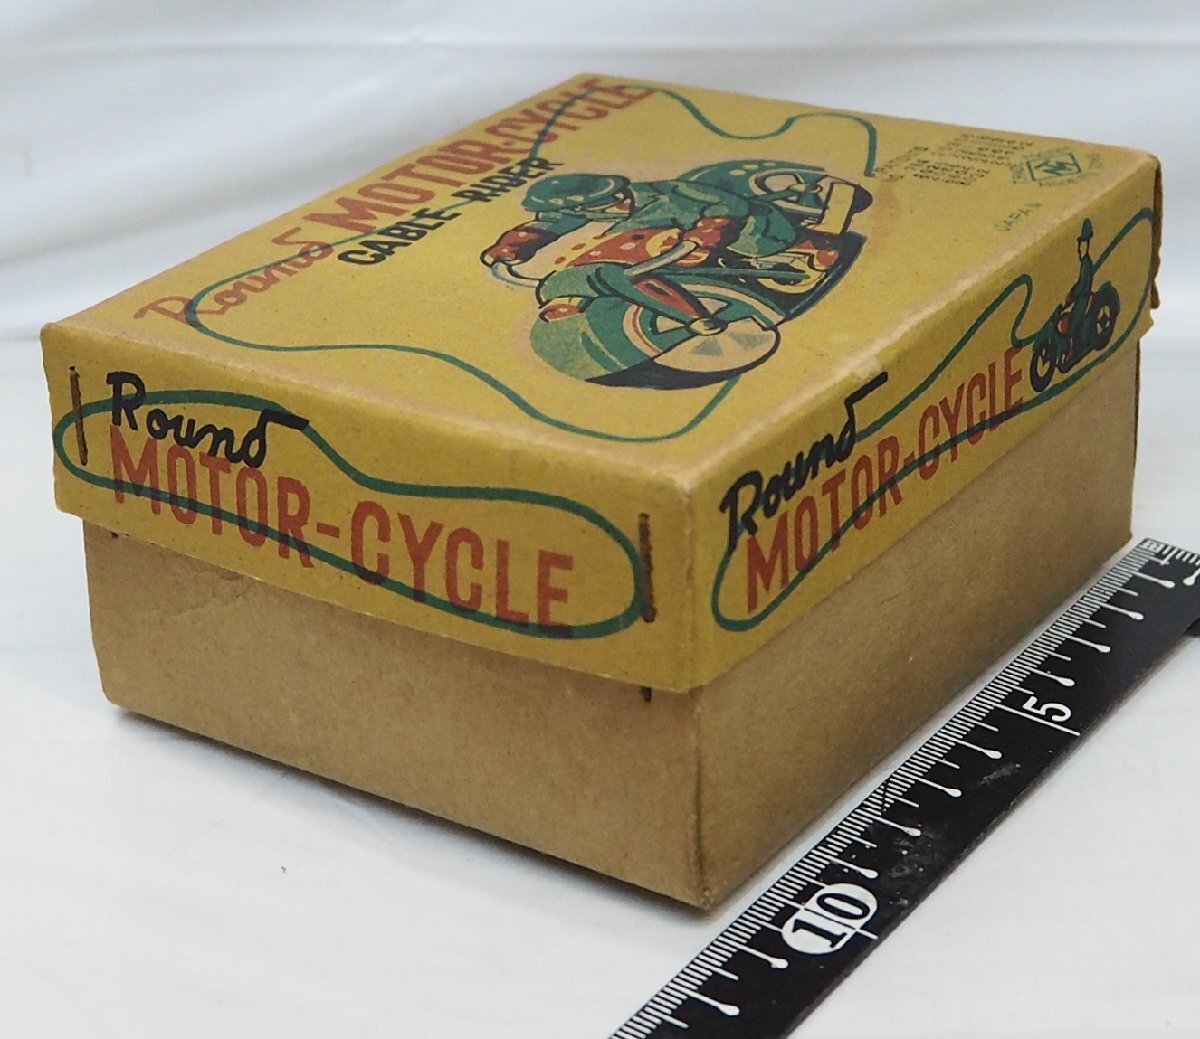 Round MOTOR-CYCLE
CABLE RIDER
JAPAN
Round
MOTOR-CYCLE
Round
MOTOR-CYCLE
5
10